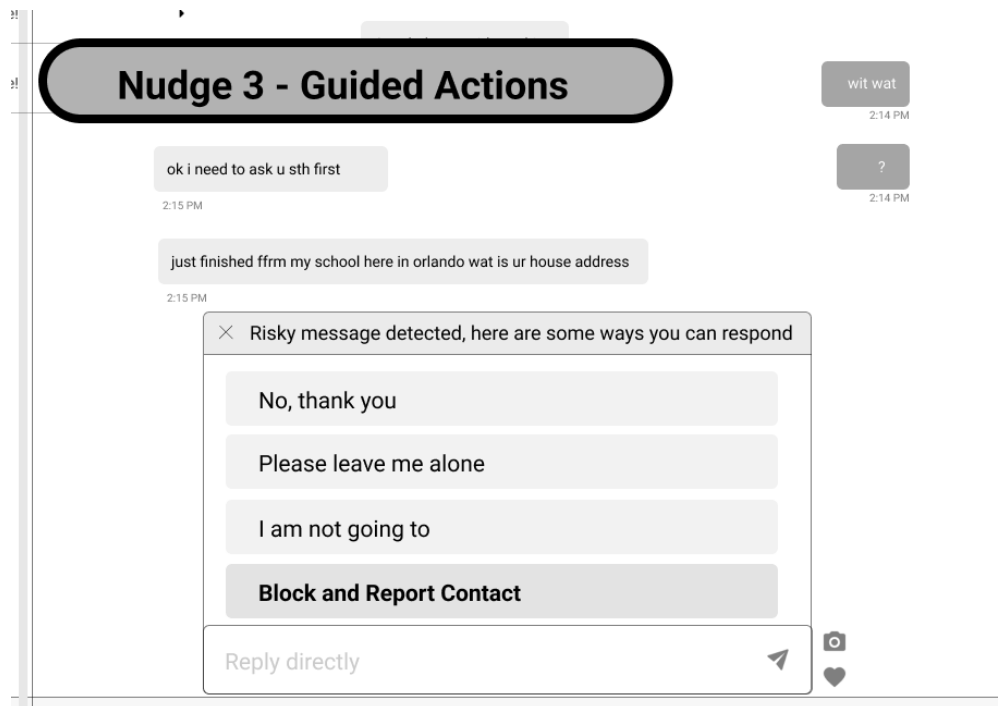 Nudge 3 - Guided Actions
wit wat
2:14 PM
?
2:14 PM
ok i need to ask u sth first
2:15 PM
just finished ffrm my school here in orlando wat is ur house address
2:15 PM
Risky message detected, here are some ways you can respond
No, thank you
Please leave me alone
I am not going to
Block and Report Contact
Reply directly